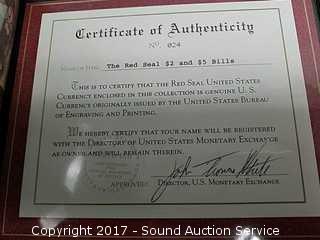 Certificate of Authenticity
No. 024
The Red Seal $2 and $5 Bills
This is to certify that the Red Seal United States
Currency enclosed in this collection is genuine U. S.
Currency originally issued by the United States Bureau
of Engraving and Printing.
We hereby certify that your name will be registered
with the Directory of United States Monetary Exchange
as owner and will remain therein.
Approved:
Director, U.S. Monetary Exchange
Copyright 2017 - Sound Auction Service